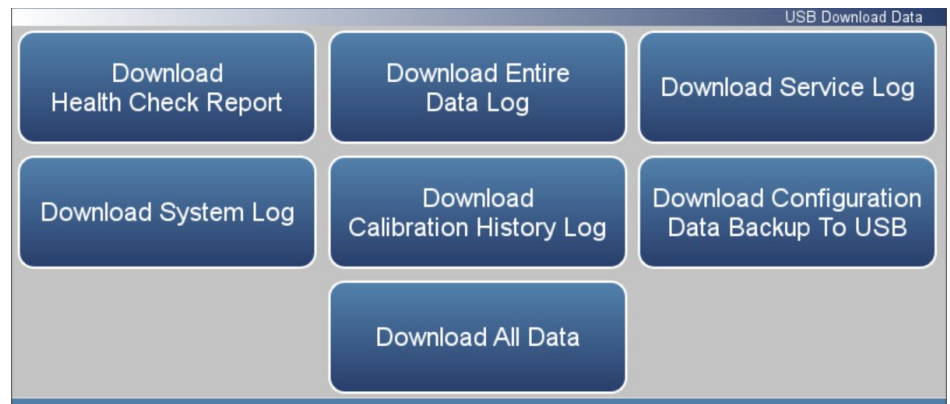 USB Download Data
Download
Health Check Report
Download Entire
Data Log
Download Service Log
Download System Log
Download
Calibration History Log
Download Configuration
Data Backup To USB
Download All Data